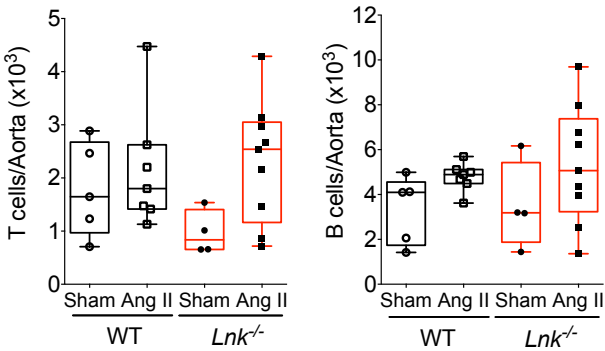 T cells/Aorta (x10³)
5
4
3
2
1
0
Sham Ang II Sham Ang II
WT Lnk⁻/⁻
B cells/Aorta (x10³)
12
10
8
6
4
2
0
Sham Ang II Sham Ang II
WT Lnk⁻/⁻